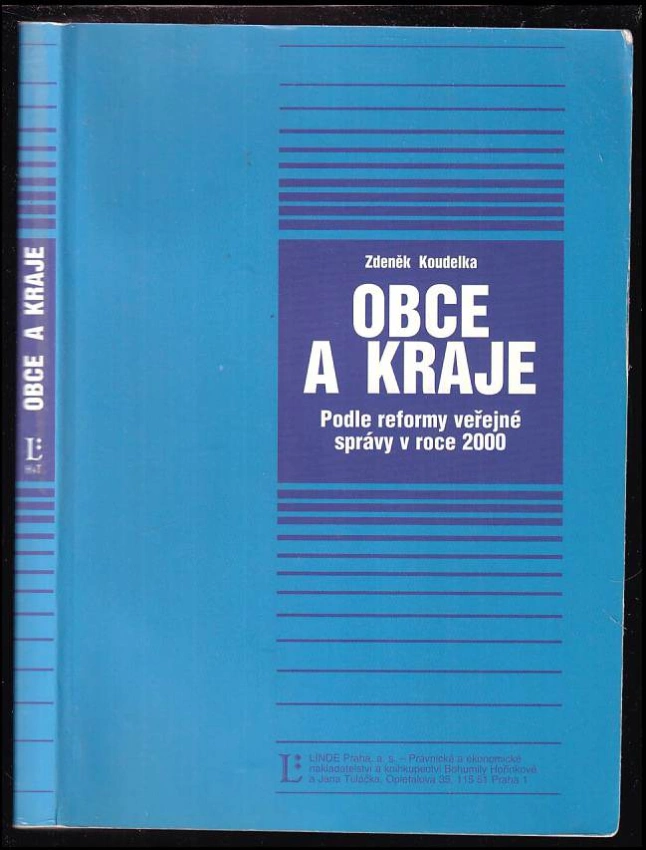 OBCE A KRAJE
L:
Zdeněk Koudelka
OBCE
A KRAJE
Podle reformy veřejné
správy v roce 2000
L:
LINDE Praha, a. s. – Právnické a ekonomické
nakladatelství a knihkupectví Bohumily Hořínkové
a Jana Tuláčka, Opletalova 35, 115 51 Praha 1